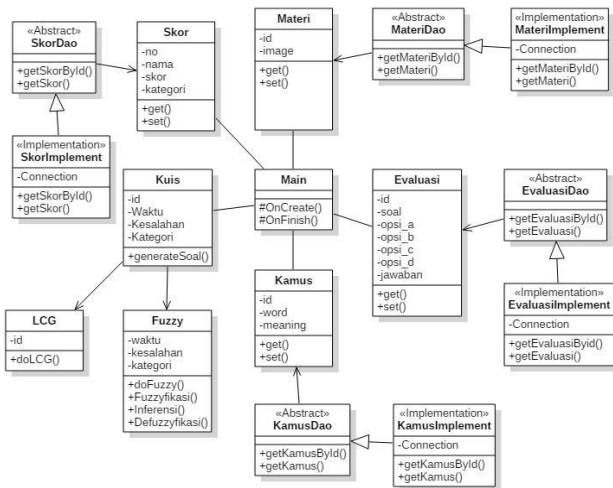 «Abstract»
SkorDao
+getSkorById()
+getSkor()
Skor
-no
-nama
-skor
-kategori
+get()
+set()
Materi
-id
-image
+get()
+set()
«Abstract»
MateriDao
+getMateriById()
+getMateri()
«Implementation»
MateriImplement
-Connection
+getMateriById()
+getMateri()
«Implementation»
SkorImplement
-Connection
+getSkorById()
+getSkor()
Kuis
-id
-Waktu
-Kesalahan
-Kategori
+generateSoal()
Main
#OnCreate()
#OnFinish()
Evaluasi
-id
-soal
-opsi_a
-opsi_b
-opsi_c
-opsi_d
-jawaban
+get()
+set()
«Abstract»
EvaluasiDao
+getEvaluasiById()
+getEvaluasi()
LCG
-id
+doLCG()
Fuzzy
-waktu
-kesalahan
-kategori
+doFuzzy()
+Fuzzyfikasi()
+Inferensi()
+Defuzzyfikasi()
Kamus
-id
-word
-meaning
+get()
+set()
«Implementation»
EvaluasiImplement
-Connection
+getEvaluasiByid()
+getEvaluasi()
«Abstract»
KamusDao
+getKamusById()
+getKamus()
«Implementation»
KamusImplement
-Connection
+getKamusById()
+getKamus()